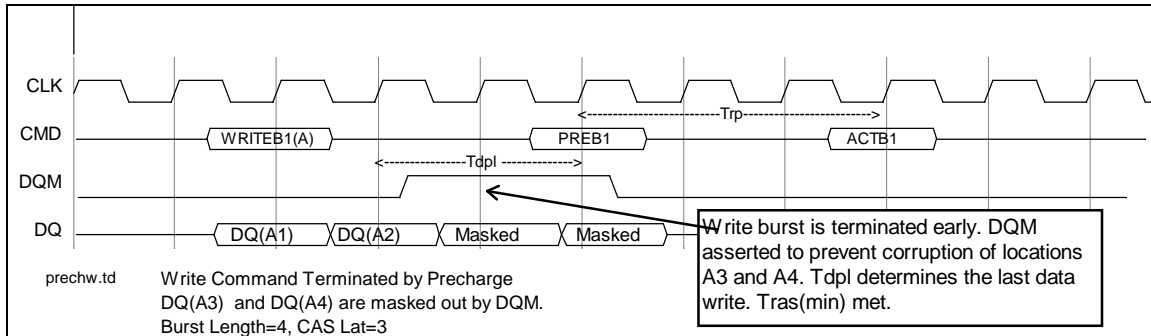 CLK
<---------------------Trp--------------------->
CMD
WRITEB1(A)
PREB1
ACTB1
<--------------Tdpl -------------->
DQM
DQ
DQ(A1)
DQ(A2)
Masked
Masked
Write burst is terminated early. DQM
asserted to prevent corruption of locations
A3 and A4. Tdpl determines the last data
write. Tras(min) met.
prechw.td
Write Command Terminated by Precharge
DQ(A3) and DQ(A4) are masked out by DQM.
Burst Length=4, CAS Lat=3